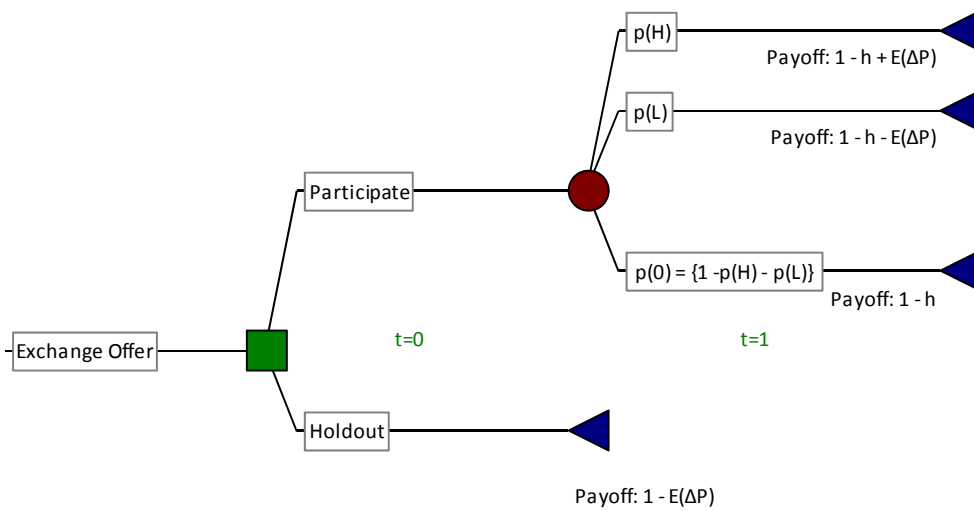 p(H)
Payoff: 1 - h + E(ΔP)
p(L)
Payoff: 1 - h - E(ΔP)
Participate
p(0) = {1 -p(H) - p(L)}
Payoff: 1 - h
t=0
t=1
Exchange Offer
Holdout
Payoff: 1 - E(ΔP)